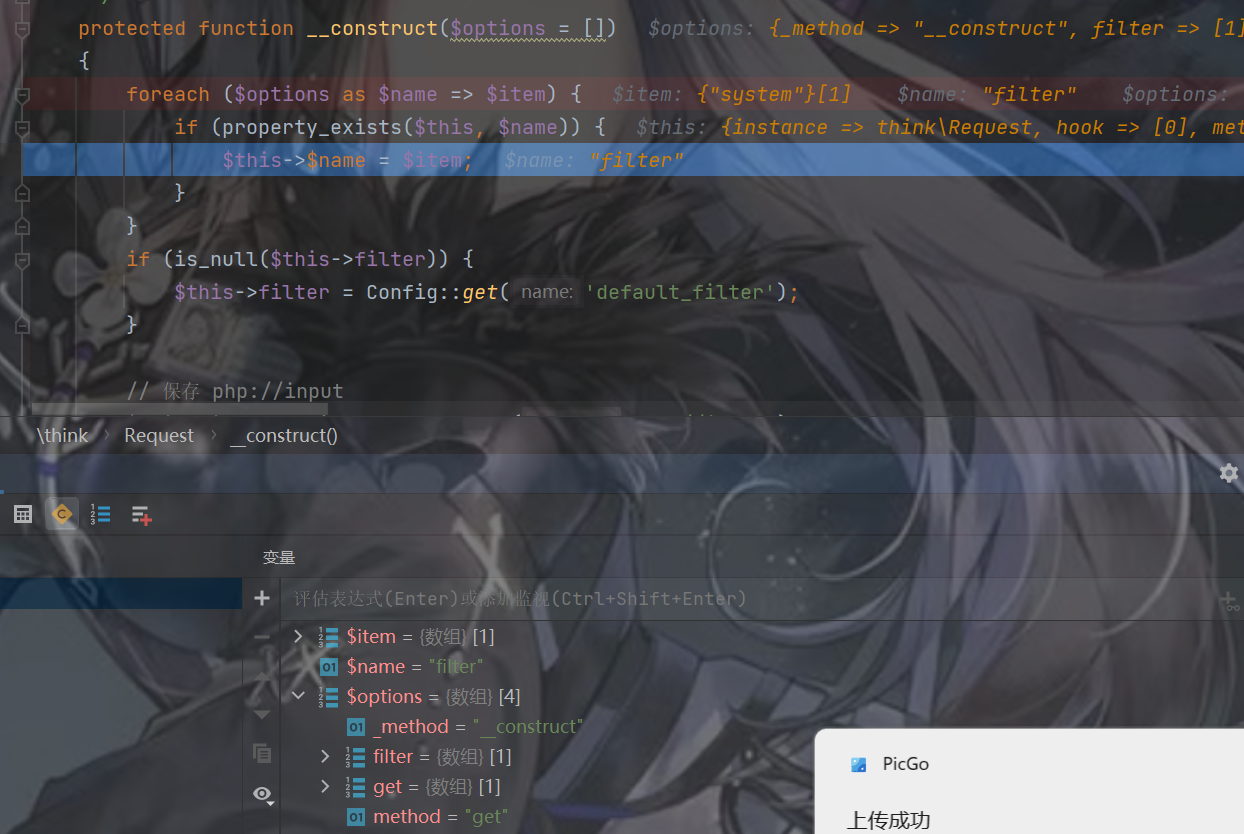 protected function __construct($options = []) $options: {_method => "__construct", filter => [1]
{
foreach ($options as $name => $item) { $item: {"system"}[1] $name: "filter" $options:
if (property_exists($this, $name)) { $this: {instance => think\Request, hook => [0], met
$this->$name = $item; $name: "filter"
}
}
if (is_null($this->filter)) {
$this->filter = Config::get( name: 'default_filter');
}
// 保存 php://input
\think › Request › __construct()
变量
评估表达式(Enter)或添加监视(Ctrl+Shift+Enter)
$item = {数组} [1]
$name = "filter"
$options = {数组} [4]
_method = "__construct"
filter = {数组} [1]
get = {数组} [1]
method = "get"
PicGo
上传成功